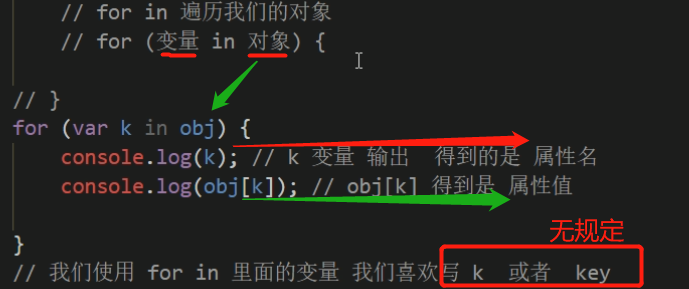 // for in 遍历我们的对象
// for (变量 in 对象) {
// }
for (var k in obj) {
console.log(k); // k 变量 输出 得到的是 属性名
console.log(obj[k]); // obj[k] 得到是 属性值
}
无规定
// 我们使用 for in 里面的变量 我们喜欢写 k 或者 key